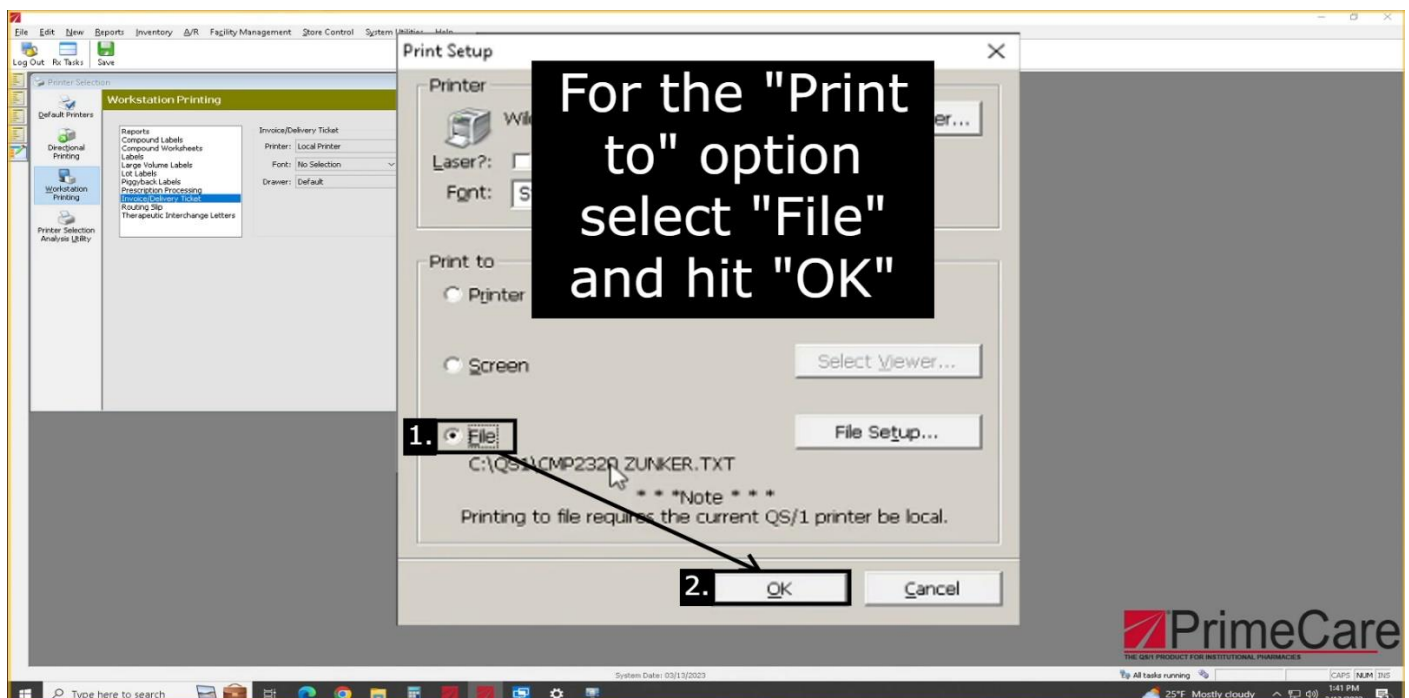 File Edit New Reports Inventory A/R Facility Management Store Control System Utilities Help
Log Out Rx Tasks Save
Printer Selection
Workstation Printing
Default Printers
Directional
Printing
Workstation
Printing
Printer Selection
Analysis Utility
Reports
Compound Labels
Compound Worksheets
Labels
Large Volume Labels
Lot Labels
Piggyback Labels
Prescription Processing
Invoice/Delivery Ticket
Routing Slip
Therapeutic Interchange Letters
Invoice/Delivery Ticket
Printer: Local Printer
Font: No Selection
Drawer: Default
Print Setup
Printer
Laser?:
Font:
For the "Print
to" option
select "File"
and hit "OK"
Print to
Printer
Screen
Select Viewer...
1. File
File Setup...
C:\QS1\CMP2320 ZUNKER.TXT
* * *Note * * *
Printing to file requires the current QS/1 printer be local.
2. OK
Cancel
PrimeCare
THE QS/1 PRODUCT FOR INSTITUTIONAL PHARMACIES
System Date: 03/13/2023
All tasks running
CAPS NUM INS
Type here to search
25°F Mostly cloudy
1:41 PM